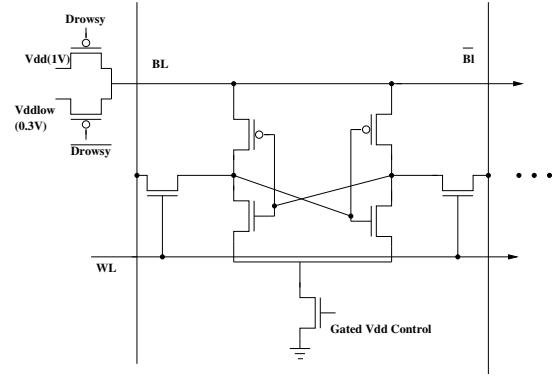 Drowsy
Vdd(1V)
BL
Bl
Vddlow
(0.3V)
Drowsy
WL
Gated Vdd Control